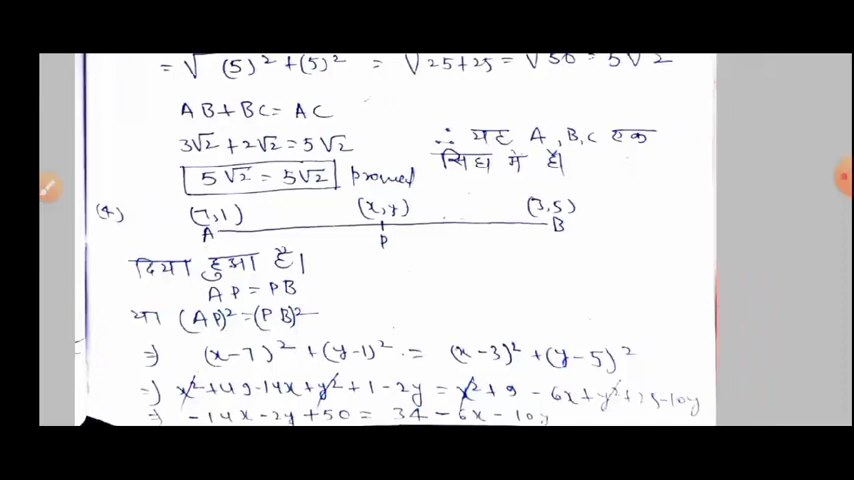 = √(5)² + (5)² = √25+25 = √50 = 5√2
AB + BC = AC
3√2 + 2√2 = 5√2
∴ यह A, B, C एक
सिधा में है।
5√2 = 5√2 proved
(4) (7,1) (x,y) (3,5)
A P B
दिया हुआ है।
AP = PB
या (AP)² = (PB)²
⇒ (x-7)² + (y-1)² = (x-3)² + (y-5)²
⇒ x² + 49 - 14x + y² + 1 - 2y = x² + 9 - 6x + y² + 25 - 10y
⇒ -14x - 2y + 50 = 34 - 6x - 10y